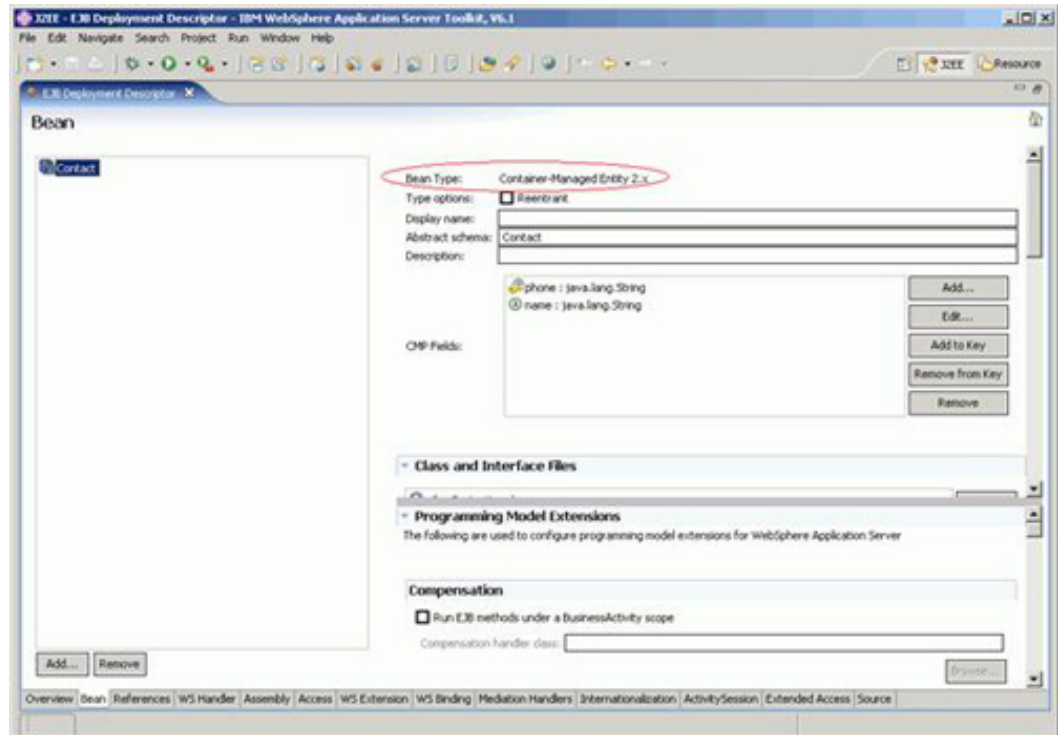 J2EE - EJB Deployment Descriptor - IBM WebSphere Application Server Toolkit, V6.1
File Edit Navigate Search Project Run Window Help
J2EE Resource
EJB Deployment Descriptor
Bean
Contact
Bean Type: Container-Managed Entity 2.x
Type options: Reentrant
Display name:
Abstract schema: Contact
Description:
phone : java.lang.String
name : java.lang.String
CMP Fields:
Add...
Edit...
Add to Key
Remove from Key
Remove
Class and Interface Files
Programming Model Extensions
The following are used to configure programming model extensions for WebSphere Application Server
Compensation
Run EJB methods under a BusinessActivity scope
Compensation handler class:
Browse...
Add... Remove
Overview Bean References WS Handler Assembly Access WS Extension WS Binding Mediation Handlers Internationalization ActivitySession Extended Access Source